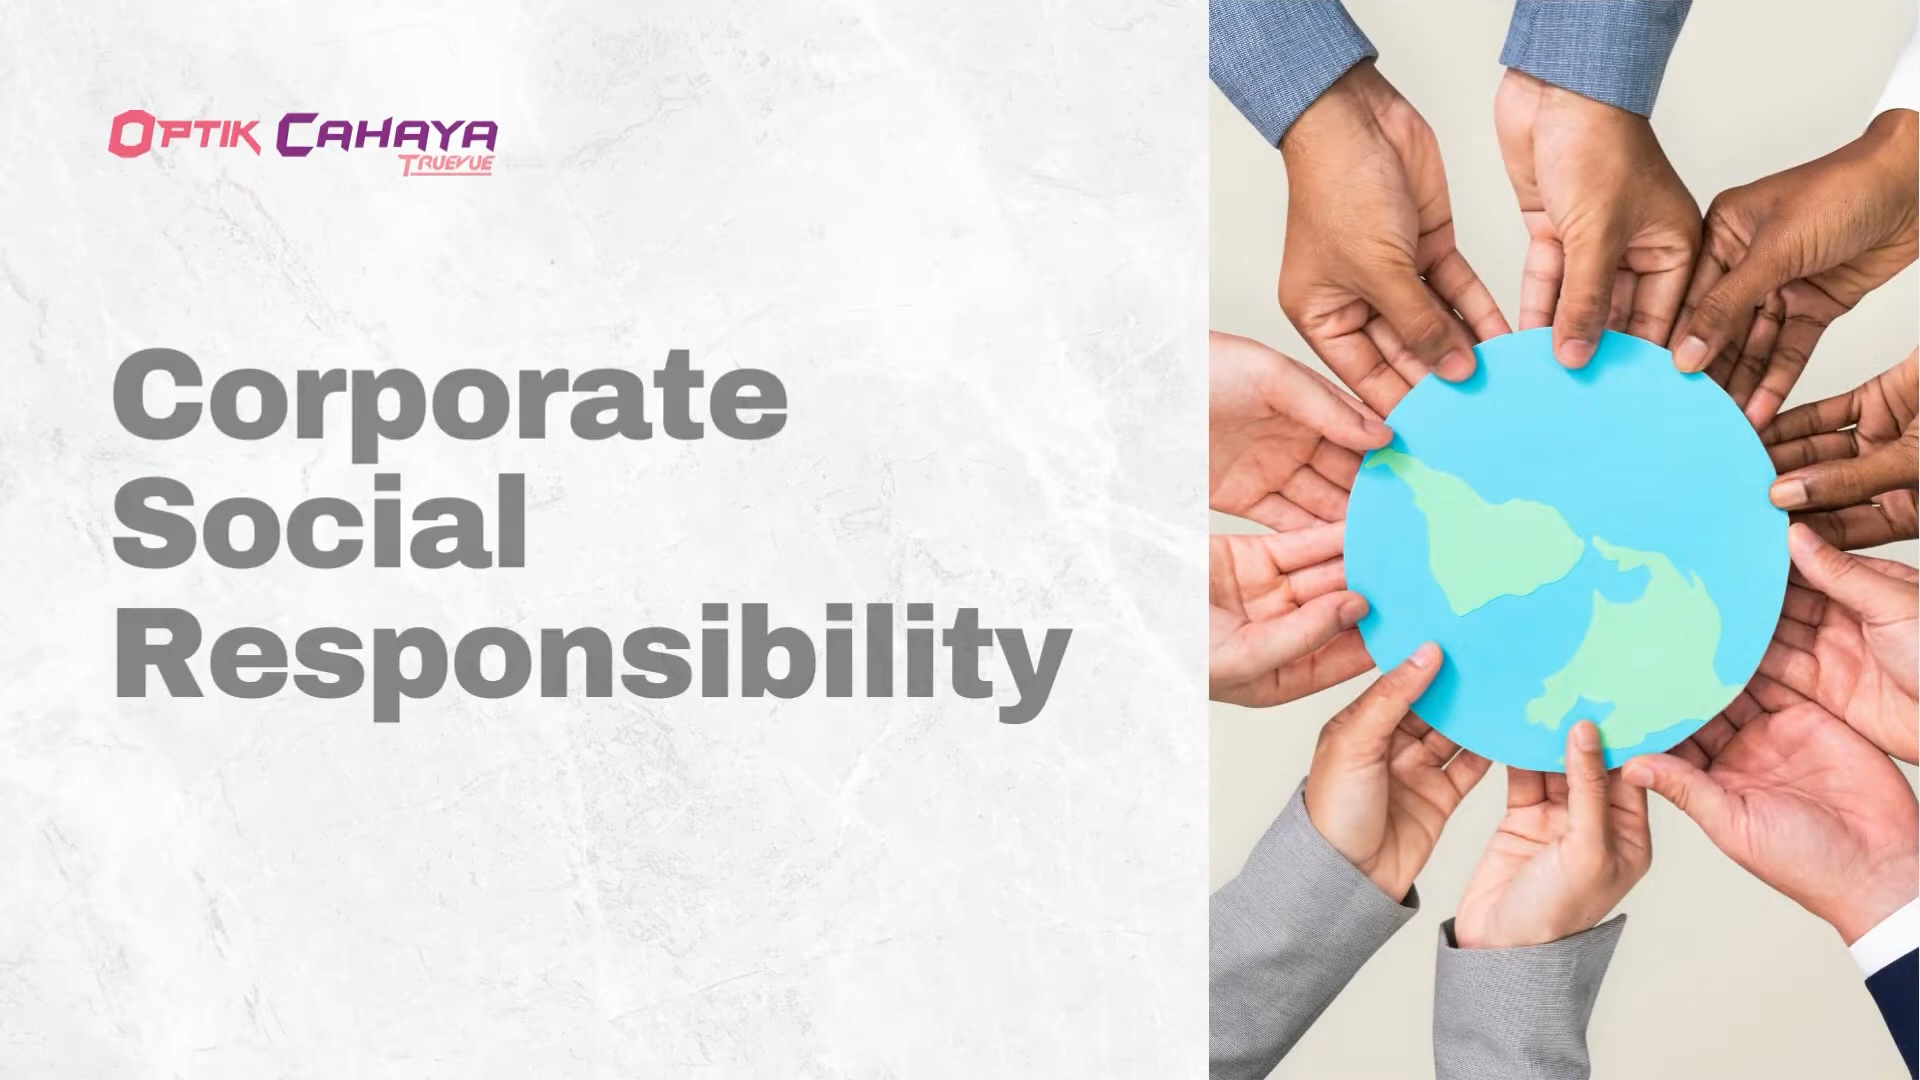 Optik Cahaya
Truevue
Corporate
Social
Responsibility